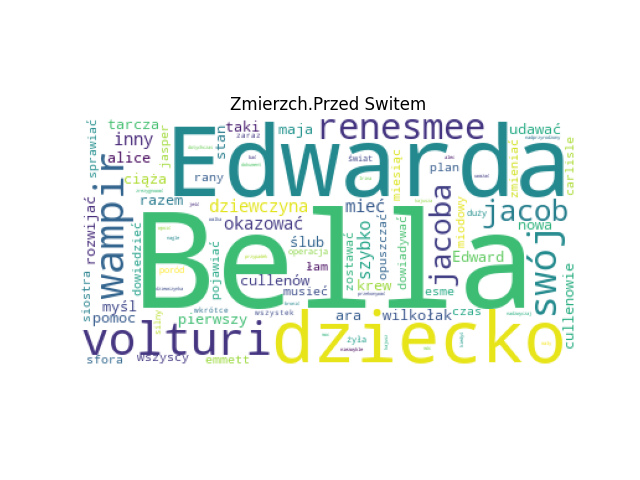 Zmierzch.Przed Switem
sprawiać
tarcza
inny
alice
jasper
stan
taki
zaraz
maja
renesmee
udawać
Edwarda
rany
świat
miesiąc
plan
zmieniać
carlisle
ciąża
razem
dziewczyna
mieć
okazować
jacoba
miodowy
duży
jacob
nowa
swój
rozwijać
wampir
dowiedzieć
Bella
pojawiać
ślub
operacja
łam
szybko
opuszczać
dowiadywać
zostawać
Edward
poród
cullenów
musieć
krew
esme
siostra
myśl
pomoc
silny
pierwszy
wkrótce
wszystek
ara
wilkołak
czas
cullenowie
volturi
dziecko
żyła
sfora
wszyscy
emmett